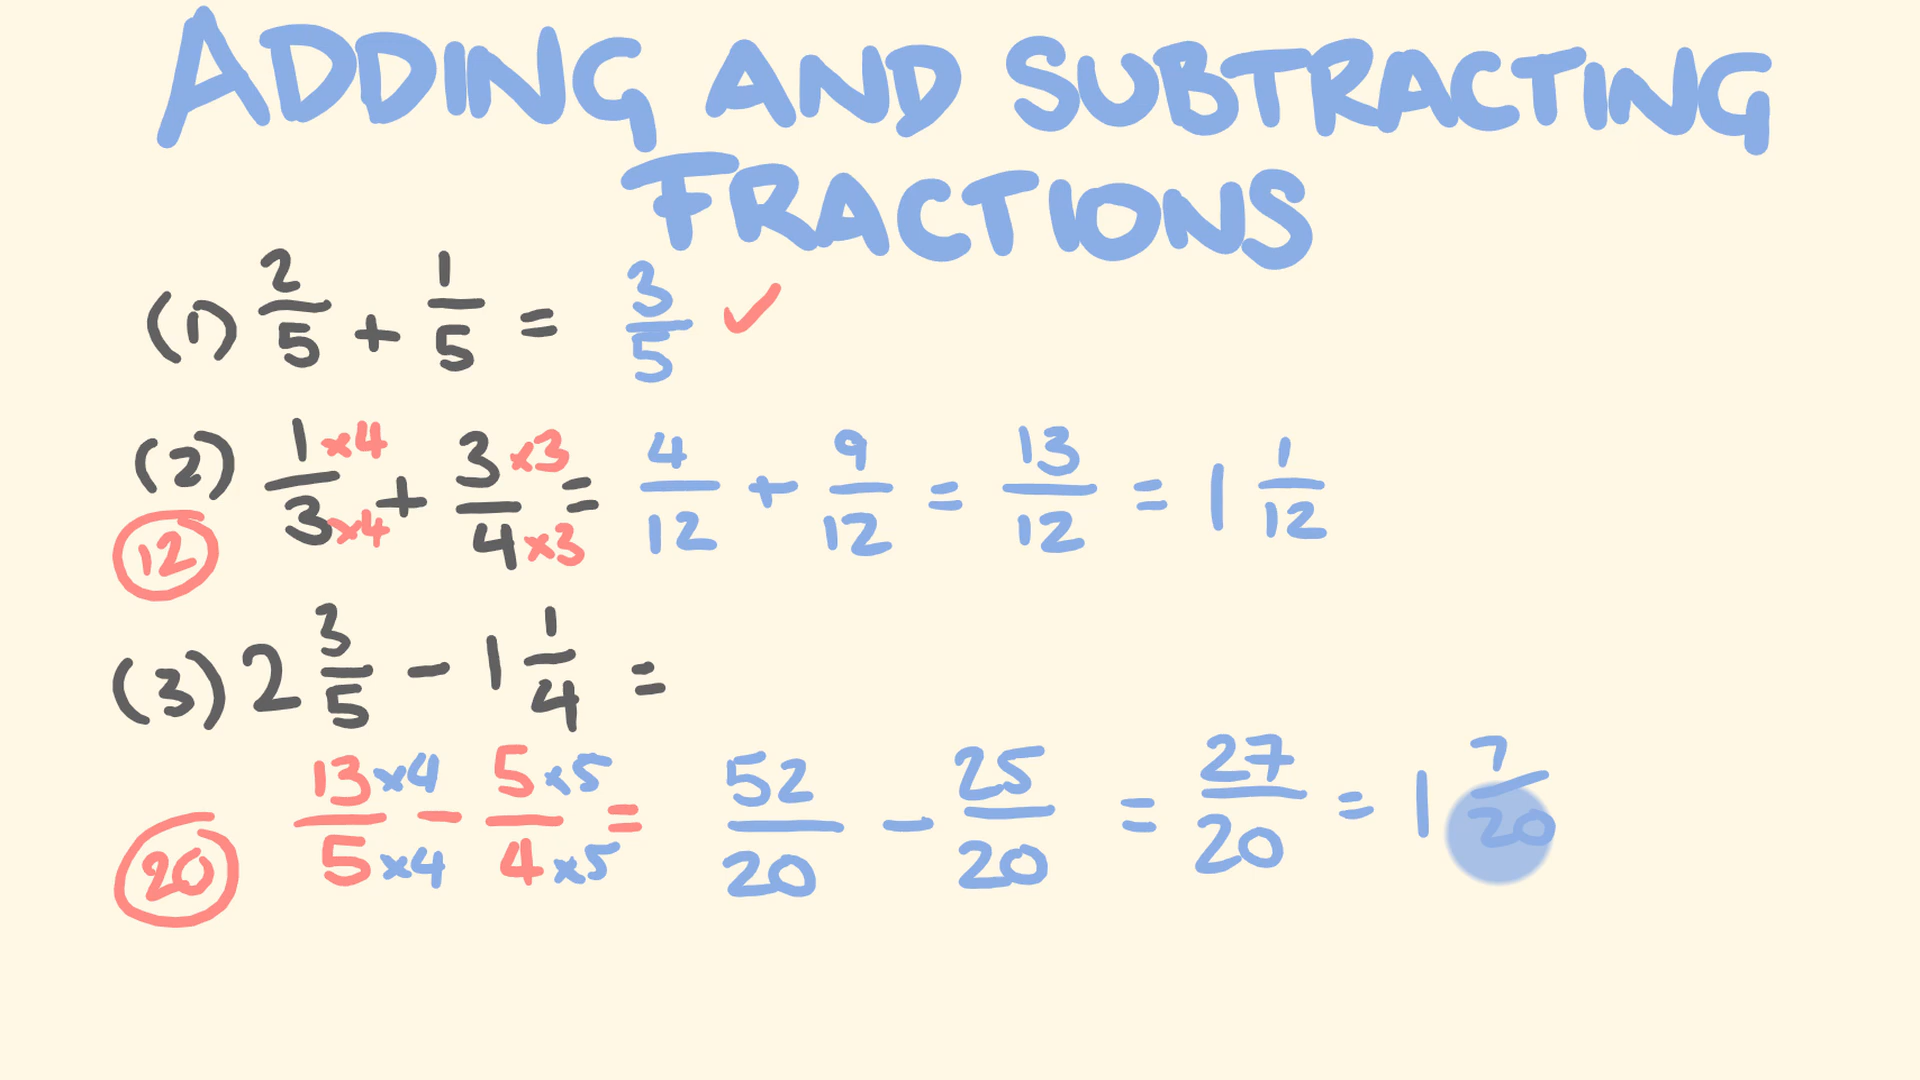 ADDING AND SUBTRACTING
FRACTIONS
(1) 2/5 + 1/5 = 3/5 ✓
(2) 1×4/3×4 + 3×3/4×3 = 4/12 + 9/12 = 13/12 = 1 1/12
12
(3) 2 3/5 - 1 1/4 =
13×4/5×4 - 5×5/4×5 = 52/20 - 25/20 = 27/20 = 1 7/20
20